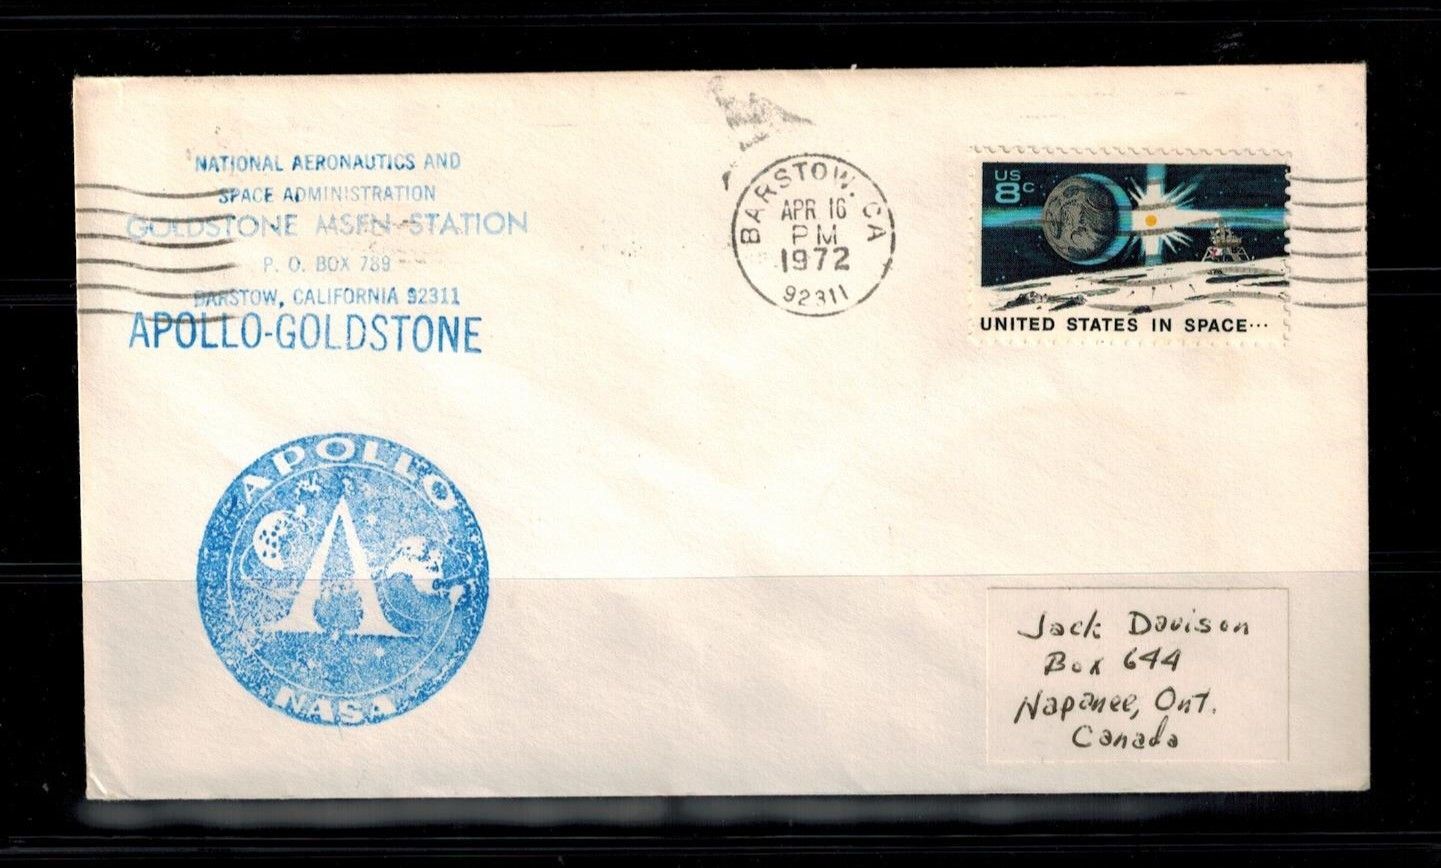 NATIONAL AERONAUTICS AND
SPACE ADMINISTRATION
GOLDSTONE MSFN STATION
P. O. BOX 789
BARSTOW, CALIFORNIA 92311
APOLLO-GOLDSTONE
BARSTOW, CA
APR 16
PM
1972
92311
US
8c
UNITED STATES IN SPACE...
APOLLO
A
NASA
Jack Davison
Box 644
Napanee, Ont.
Canada